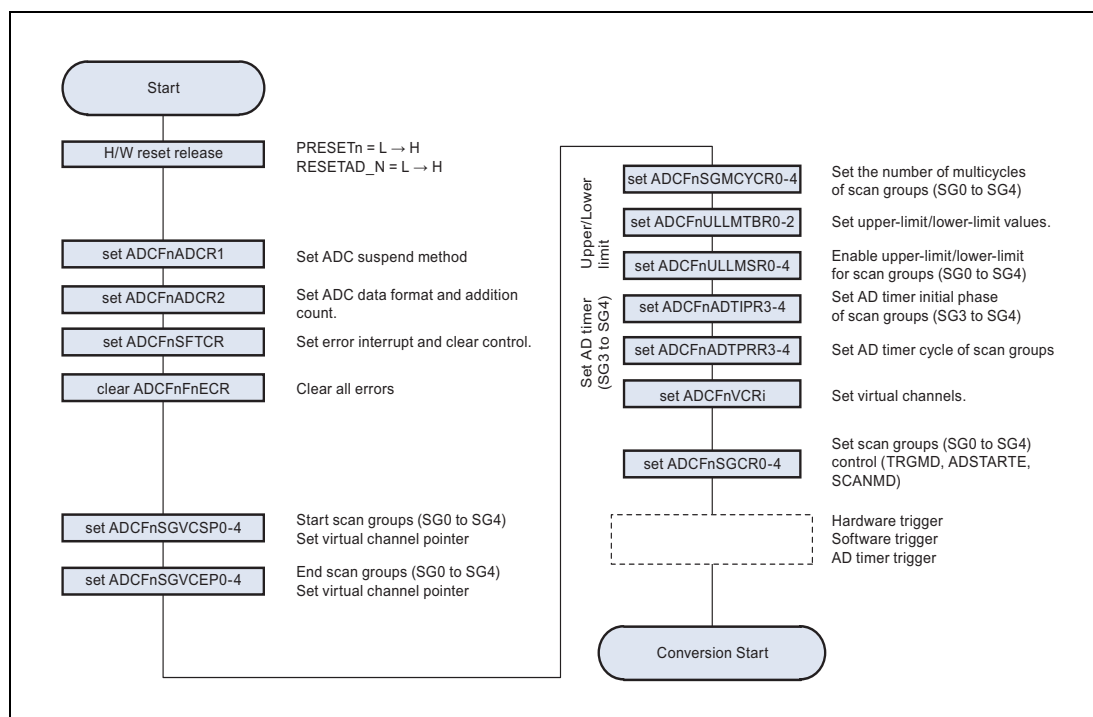 Start
H/W reset release
PRESETn = L → H
RESETAD_N = L → H
set ADCFnADCR1
Set ADC suspend method
set ADCFnADCR2
Set ADC data format and addition
count.
set ADCFnSFTCR
Set error interrupt and clear control.
clear ADCFnFnECR
Clear all errors
set ADCFnSGVCSP0-4
Start scan groups (SG0 to SG4)
Set virtual channel pointer
set ADCFnSGVCEP0-4
End scan groups (SG0 to SG4)
Set virtual channel pointer
Upper/Lower
limit
set ADCFnSGMCYCR0-4
Set the number of multicycles
of scan groups (SG0 to SG4)
set ADCFnULLMTBR0-2
Set upper-limit/lower-limit values.
set ADCFnULLMSR0-4
Enable upper-limit/lower-limit
for scan groups (SG0 to SG4)
Set AD timer
(SG3 to SG4)
set ADCFnADTIPR3-4
Set AD timer initial phase
of scan groups (SG3 to SG4)
set ADCFnADTPRR3-4
Set AD timer cycle of scan groups
set ADCFnVCRi
Set virtual channels.
set ADCFnSGCR0-4
Set scan groups (SG0 to SG4)
control (TRGMD, ADSTARTE,
SCANMD)
Hardware trigger
Software trigger
AD timer trigger
Conversion Start